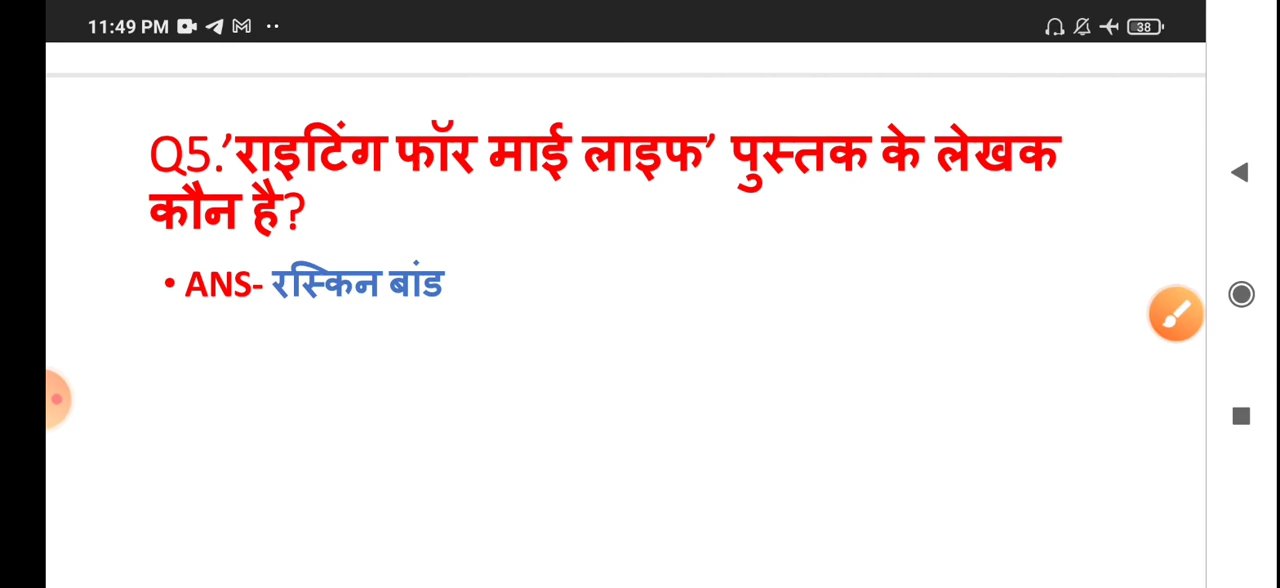 11:49 PM
38
Q5.’राइटिंग फॉर माई लाइफ’ पुस्तक के लेखक
कौन है?
• ANS- रस्किन बांड